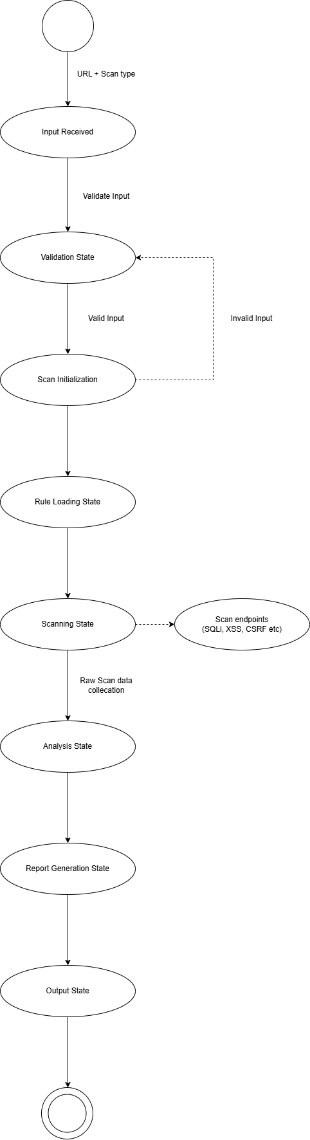 URL + Scan type
Input Received
Validate Input
Validation State
Valid Input
Invalid Input
Scan Initialization
Rule Loading State
Scanning State
Scan endpoints
(SQLi, XSS, CSRF etc)
Raw Scan data
collecation
Analysis State
Report Generation State
Output State